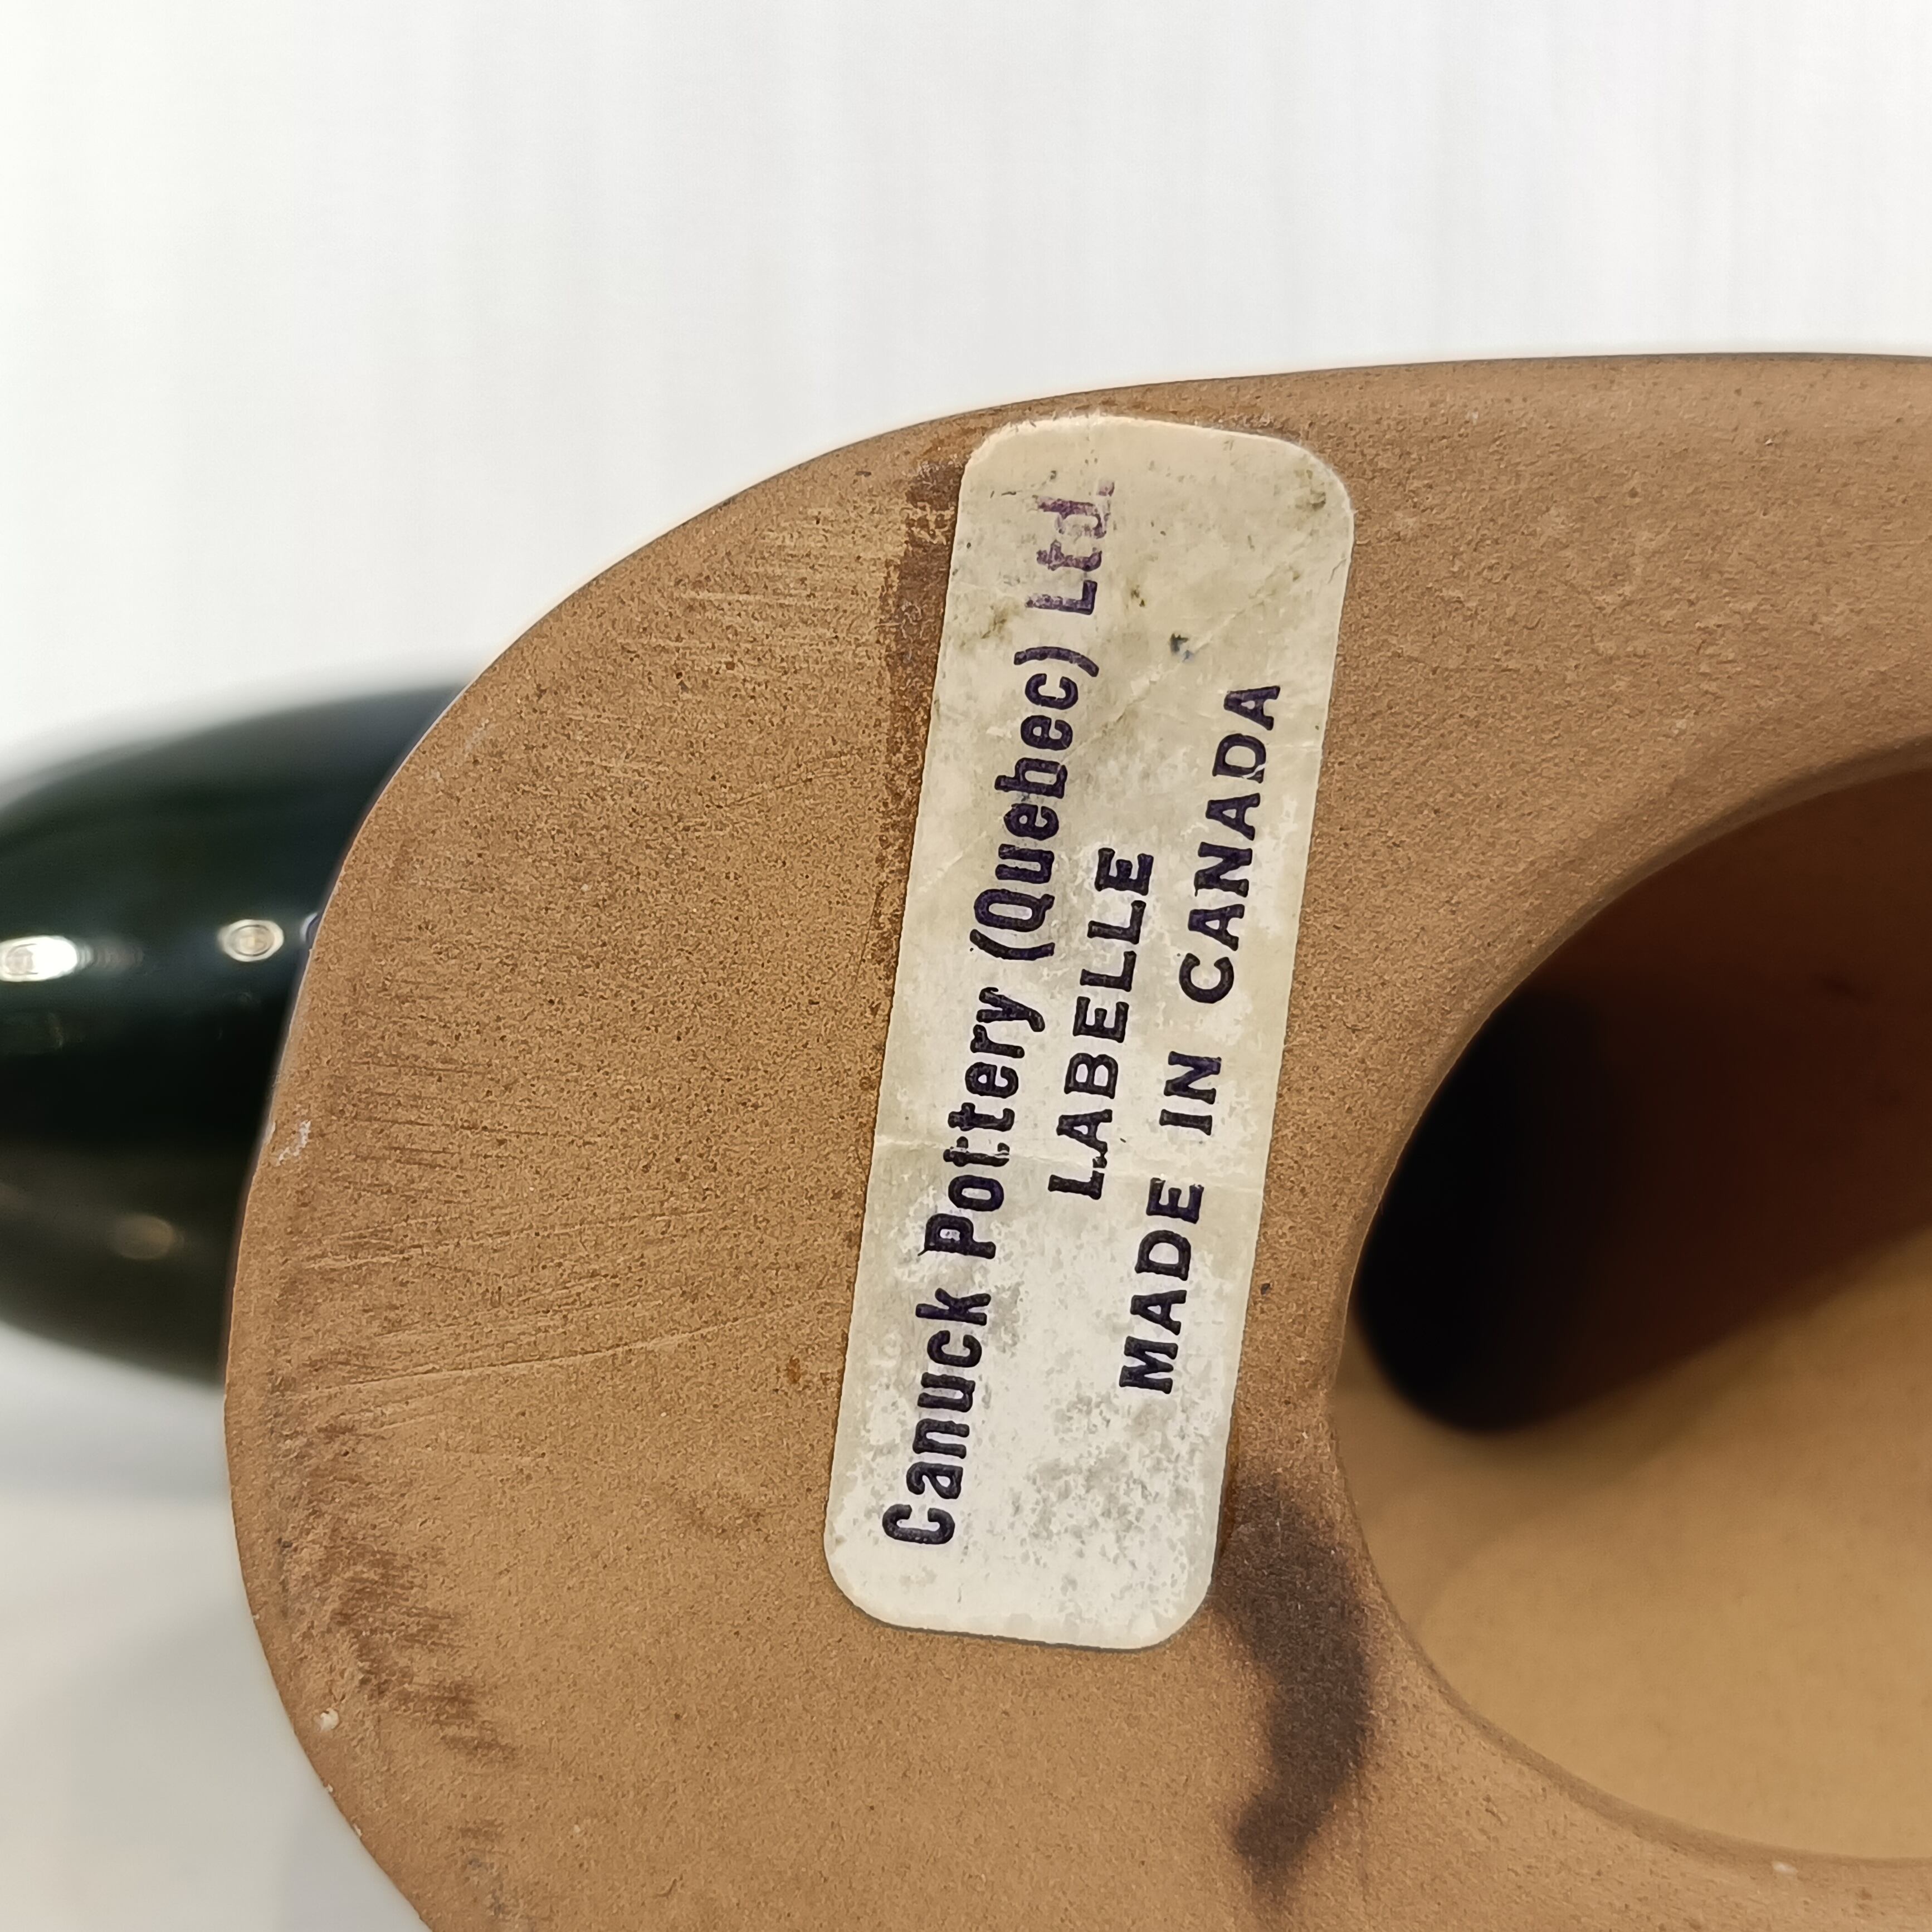 Canuck Pottery (Quebec) Ltd.
LABELLE
MADE IN CANADA